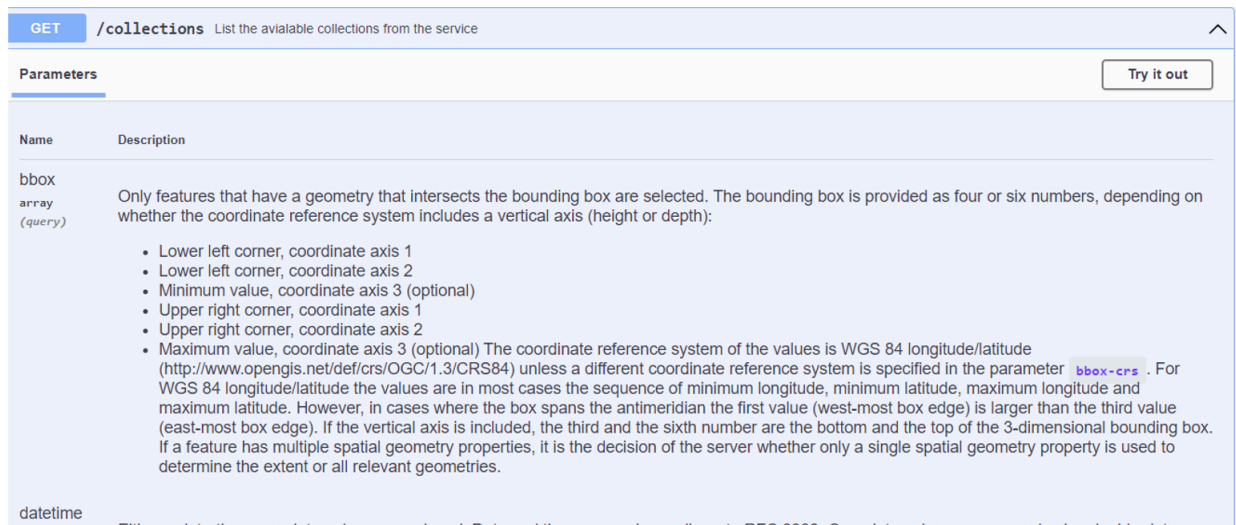 GET /collections List the avialable collections from the service
Parameters
Try it out
Name Description
bbox
array
(query)
Only features that have a geometry that intersects the bounding box are selected. The bounding box is provided as four or six numbers, depending on
whether the coordinate reference system includes a vertical axis (height or depth):
• Lower left corner, coordinate axis 1
• Lower left corner, coordinate axis 2
• Minimum value, coordinate axis 3 (optional)
• Upper right corner, coordinate axis 1
• Upper right corner, coordinate axis 2
• Maximum value, coordinate axis 3 (optional) The coordinate reference system of the values is WGS 84 longitude/latitude
(http://www.opengis.net/def/crs/OGC/1.3/CRS84) unless a different coordinate reference system is specified in the parameter bbox-crs . For
WGS 84 longitude/latitude the values are in most cases the sequence of minimum longitude, minimum latitude, maximum longitude and
maximum latitude. However, in cases where the box spans the antimeridian the first value (west-most box edge) is larger than the third value
(east-most box edge). If the vertical axis is included, the third and the sixth number are the bottom and the top of the 3-dimensional bounding box.
If a feature has multiple spatial geometry properties, it is the decision of the server whether only a single spatial geometry property is used to
determine the extent or all relevant geometries.
datetime